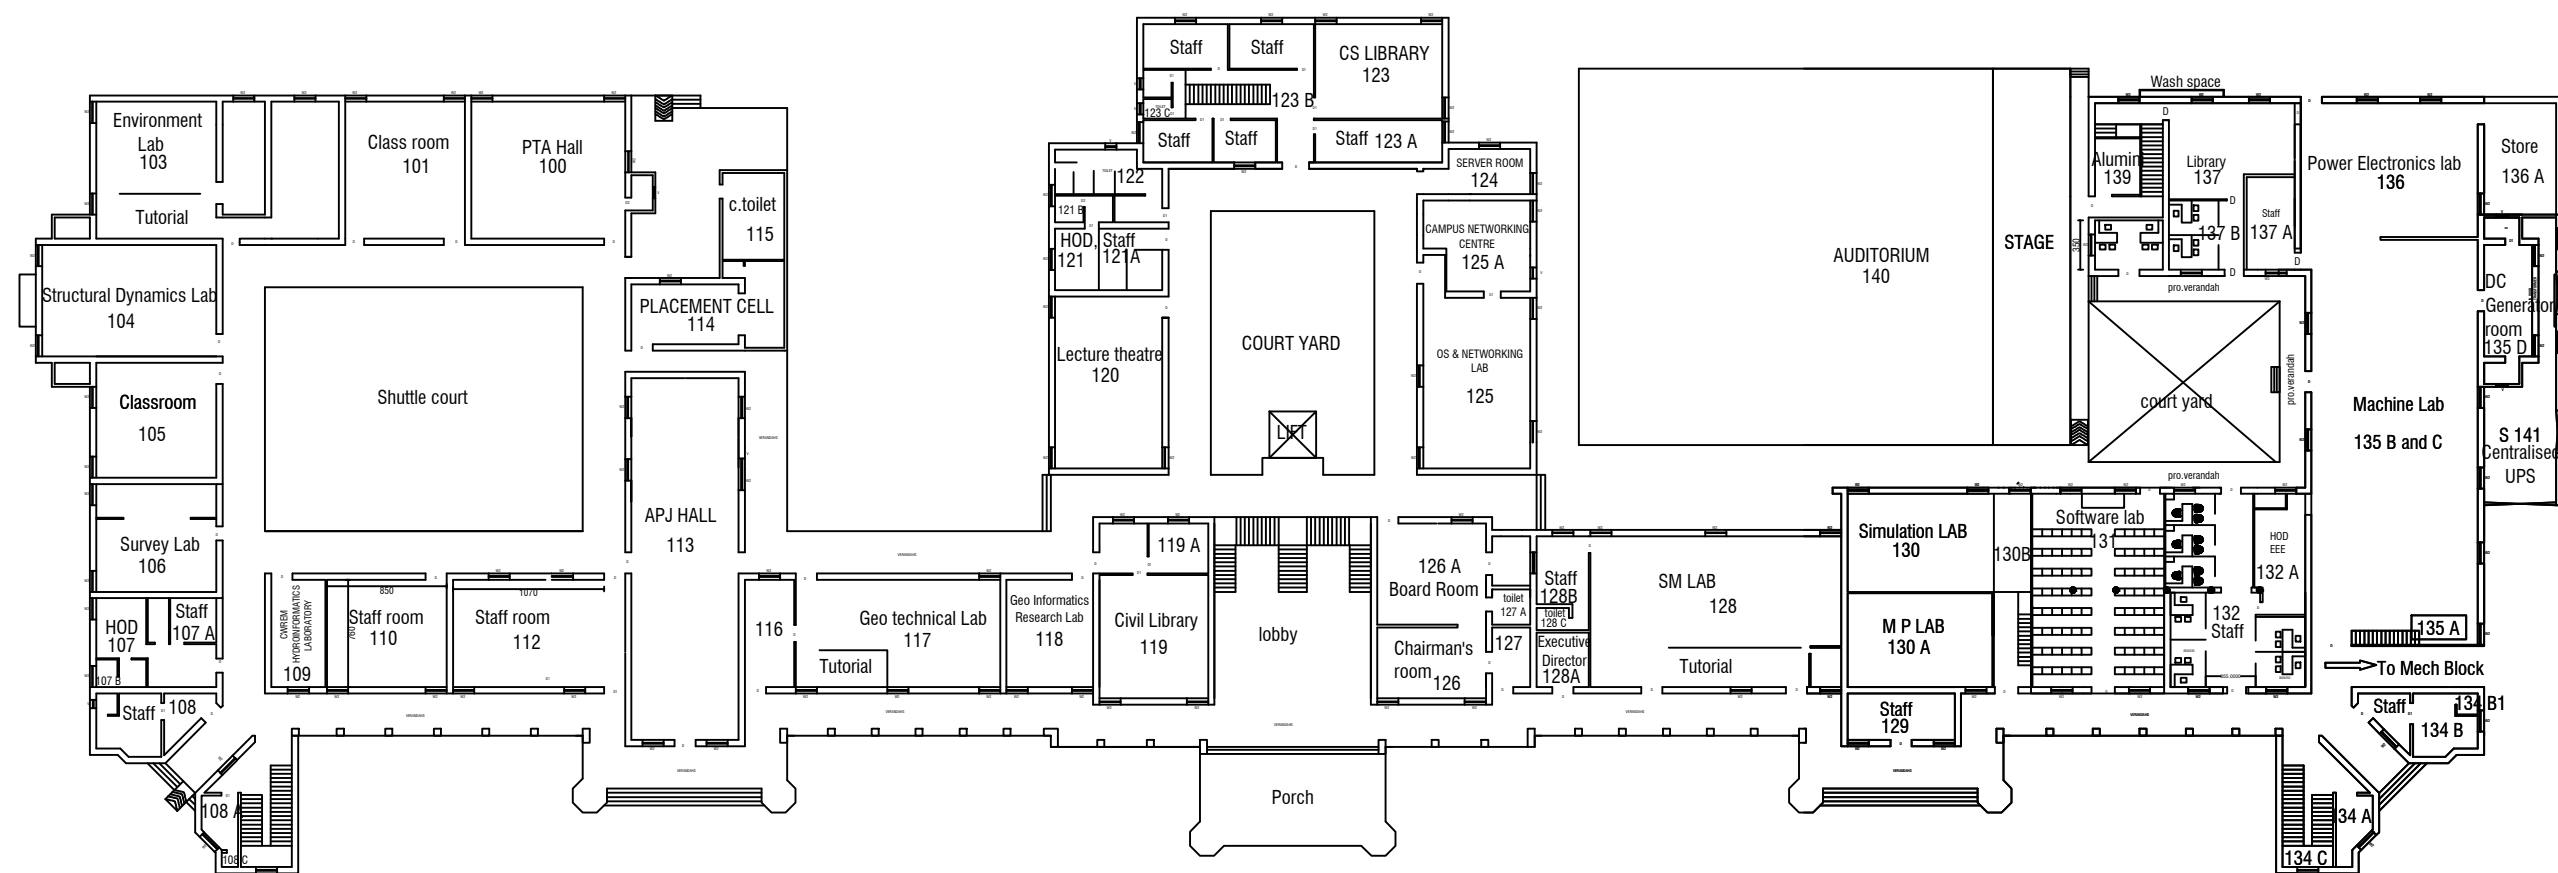 Environment
Lab
103
Tutorial
Class room
101
PTA Hall
100
Structural Dynamics Lab
104
Classroom
105
Survey Lab
106
HOD
107
Staff
107 A
107 B
Staff
108
108 A
108 C
Shuttle court
c.toilet
115
PLACEMENT CELL
114
APJ HALL
113
CWREM
HYDROINFORMATICS
LABORATORY
109
850
760
Staff room
110
1070
Staff room
112
116
Geo technical Lab
117
Tutorial
Geo Informatics
Research Lab
118
119 A
Civil Library
119
lobby
Porch
Staff
Staff
CS LIBRARY
123
123 B
123 C
Staff
Staff
Staff 123 A
122
121 B
HOD,
121
Staff
121A
Lecture theatre
120
COURT YARD
LIFT
SERVER ROOM
124
CAMPUS NETWORKING
CENTRE
125 A
OS & NETWORKING
LAB
125
126 A
Board Room
Chairman's
room 126
toilet
127 A
127
Staff
128B
toilet
128 C
Executive
Director
128A
SM LAB
128
Tutorial
AUDITORIUM
140
STAGE
350
Wash space
Alumin
139
Library
137
137 B
Staff
137 A
D
D
D
D
pro.verandah
court yard
pro.verandah
pro.verandah
Power Electronics lab
136
Store
136 A
DC
Generator
room
135 D
Machine Lab
135 B and C
S 141
Centralised
UPS
Simulation LAB
130
130B
M P LAB
130 A
Staff
129
Software lab
131
HOD
EEE
132 A
132
Staff
135 A
To Mech Block
Staff
134 B1
134 B
34 A
134 C